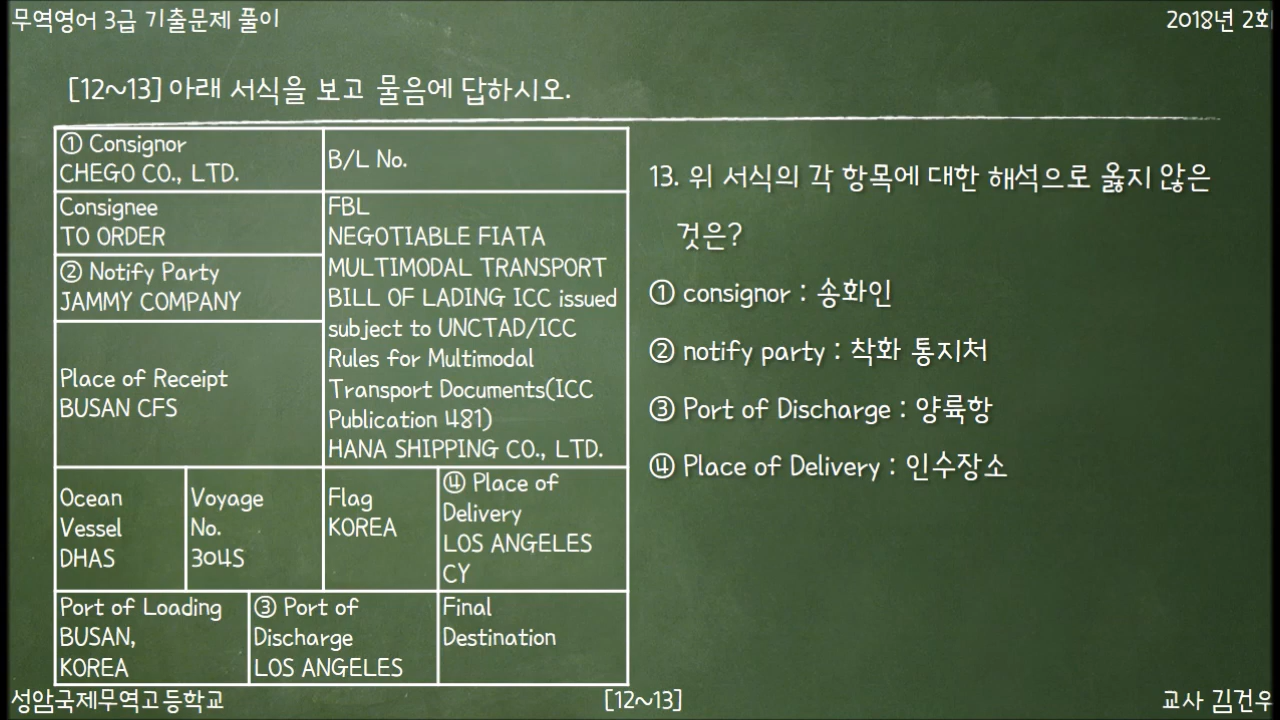 무역영어 3급 기출문제 풀이
2018년 2회
[12~13] 아래 서식을 보고 물음에 답하시오.
① Consignor
CHEGO CO., LTD.
B/L No.
Consignee
TO ORDER
② Notify Party
JAMMY COMPANY
Place of Receipt
BUSAN CFS
FBL
NEGOTIABLE FIATA
MULTIMODAL TRANSPORT
BILL OF LADING ICC issued
subject to UNCTAD/ICC
Rules for Multimodal
Transport Documents(ICC
Publication 481)
HANA SHIPPING CO., LTD.
Ocean
Vessel
DHAS
Voyage
No.
304S
Flag
KOREA
④ Place of
Delivery
LOS ANGELES
CY
Port of Loading
BUSAN,
KOREA
③ Port of
Discharge
LOS ANGELES
Final
Destination
13. 위 서식의 각 항목에 대한 해석으로 옳지 않은
것은?
① consignor : 송화인
② notify party : 착화 통지처
③ Port of Discharge : 양륙항
④ Place of Delivery : 인수장소
성암국제무역고등학교
[12~13]
교사 김건우